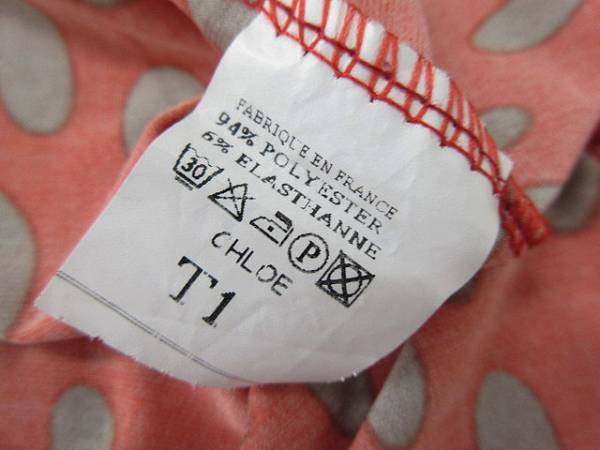 FABRIQUE EN FRANCE
94% POLYESTER
6% ELASTHANNE
30 P
CHLOE
T1